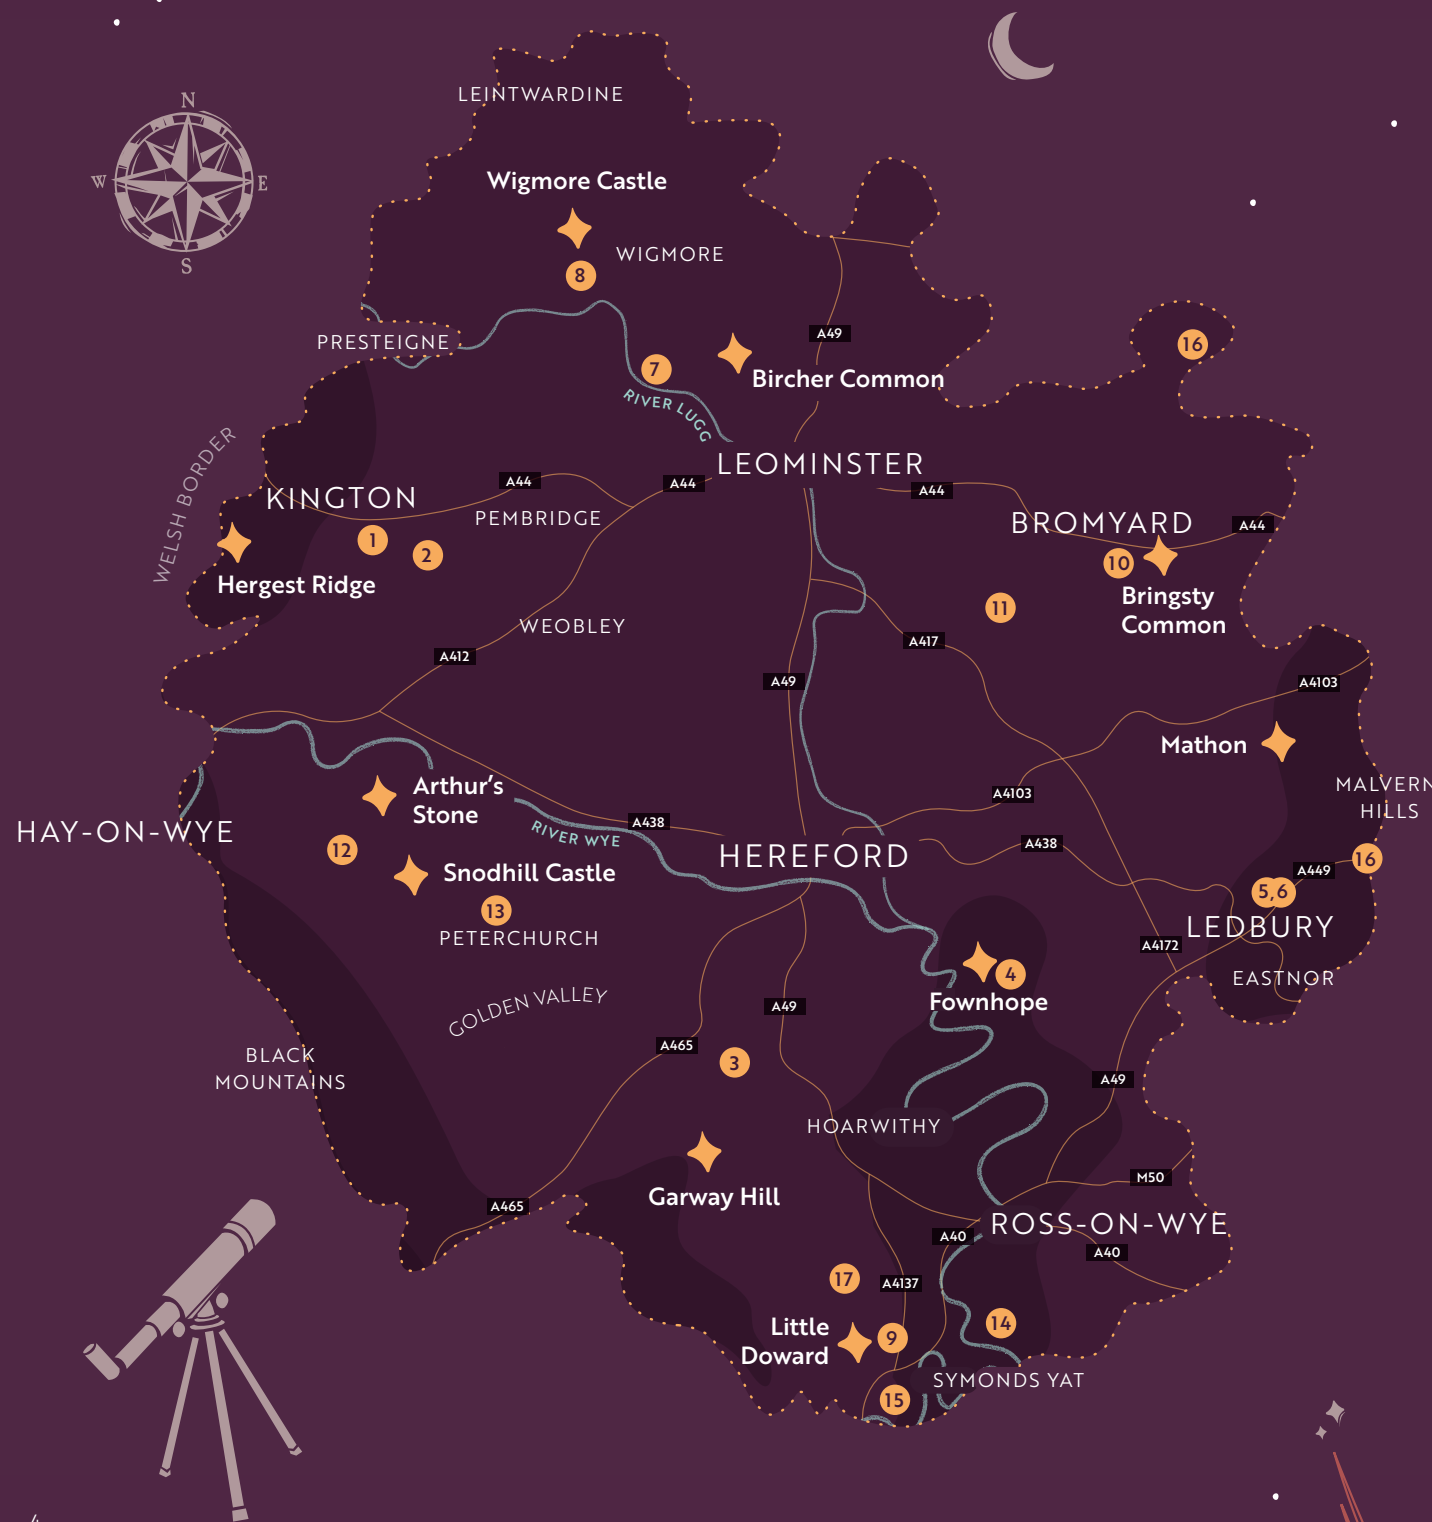 N
W
E
S
LEINTWARDINE
Wigmore Castle
WIGMORE
8
PRESTEIGNE
A49
16
7
Bircher Common
RIVER LUGG
WELSH BORDER
LEOMINSTER
A44
A44
A44
KINGTON
PEMBRIDGE
BROMYARD
A44
1
2
10
Hergest Ridge
Bringsty
Common
11
WEOBLEY
A417
A412
A49
A4103
Mathon
MALVERN
HILLS
Arthur's
Stone
A4103
HAY-ON-WYE
RIVER WYE
A438
A438
12
HEREFORD
16
Snodhill Castle
A449
5,6
13
PETERCHURCH
LEDBURY
A4172
4
EASTNOR
Fownhope
GOLDEN VALLEY
A49
A465
BLACK
MOUNTAINS
3
A49
HOARWITHY
M50
Garway Hill
A465
ROSS-ON-WYE
A40
A40
17
A4137
14
Little
Doward
9
SYMONDS YAT
15